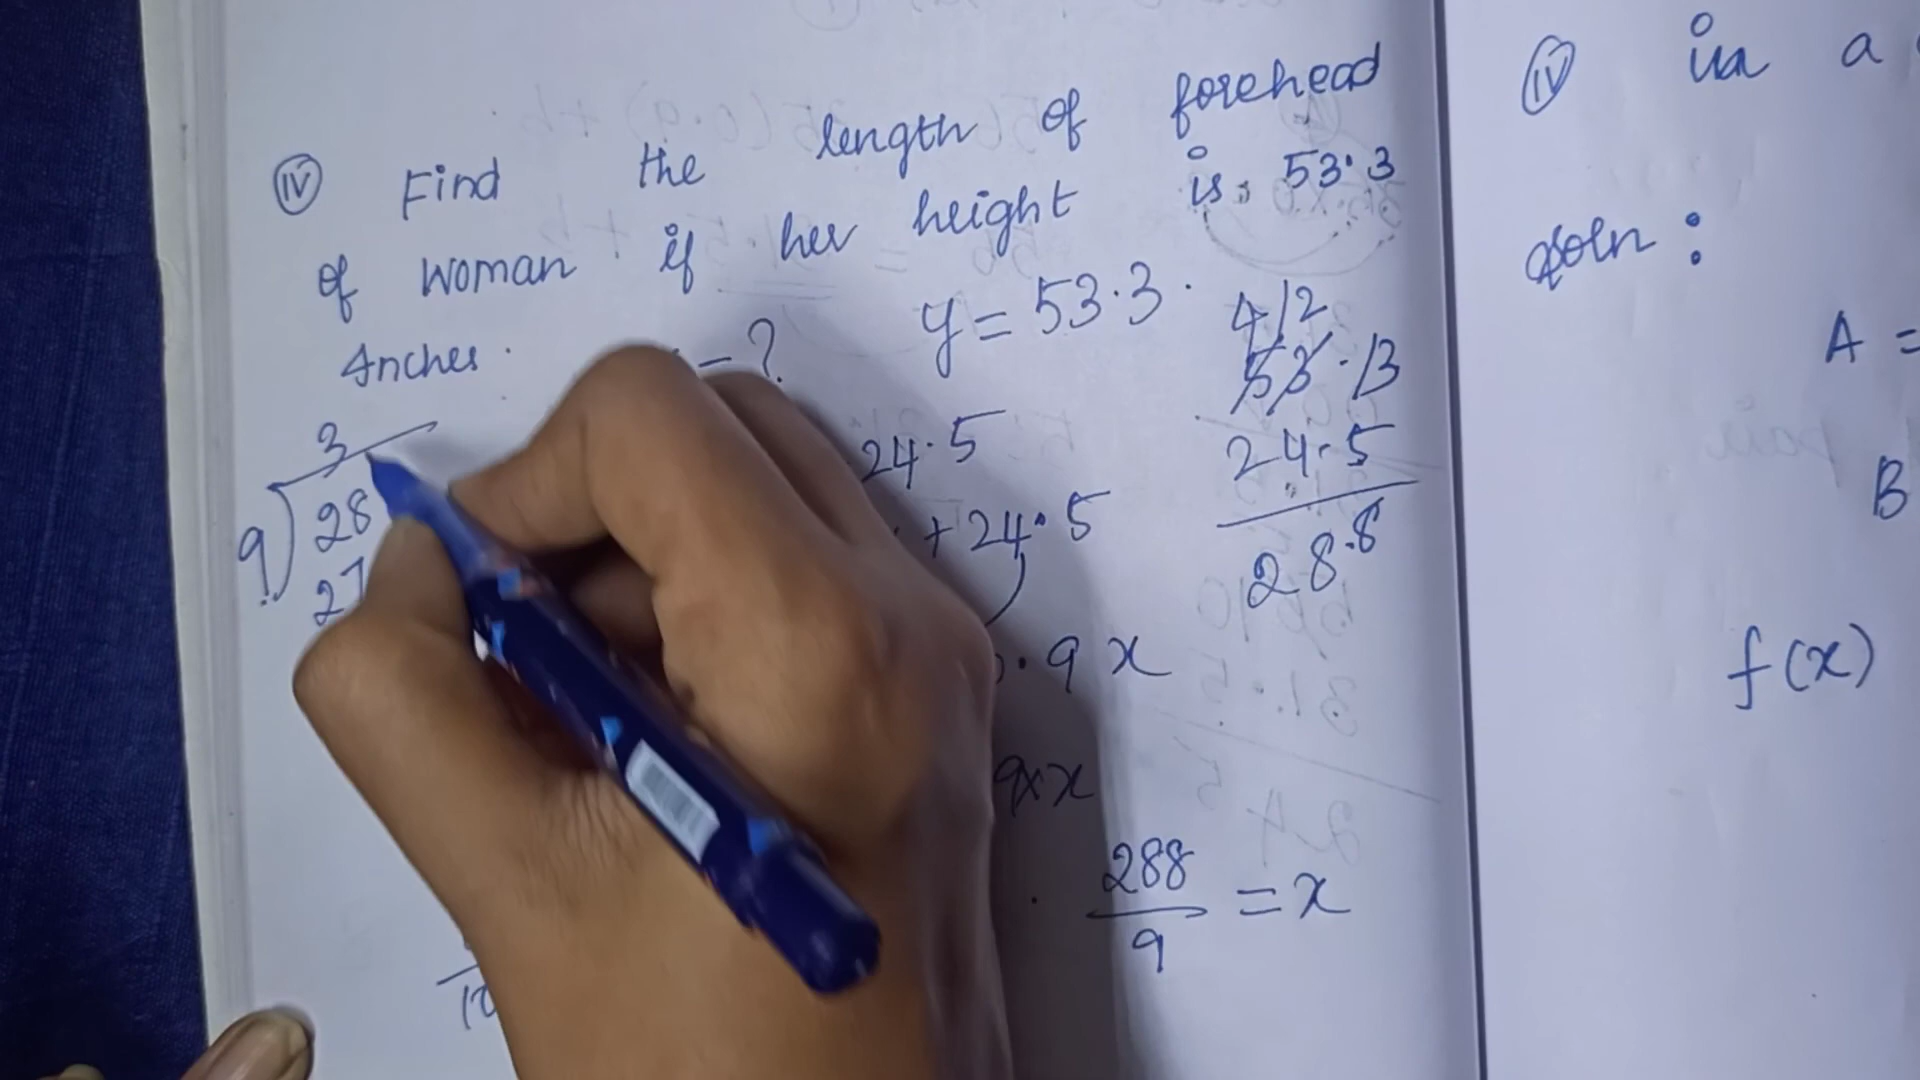 (iv) Find the length of forehead
of woman if her height is 53.3
Inches.
= ?
y = 53.3.
4 12
53.13
24.5
28.8
24.5
+ 24.5
.9x
9xx
288
9
= x
3
9 28
27
(iv) in a
soln :
A =
B
f(x)